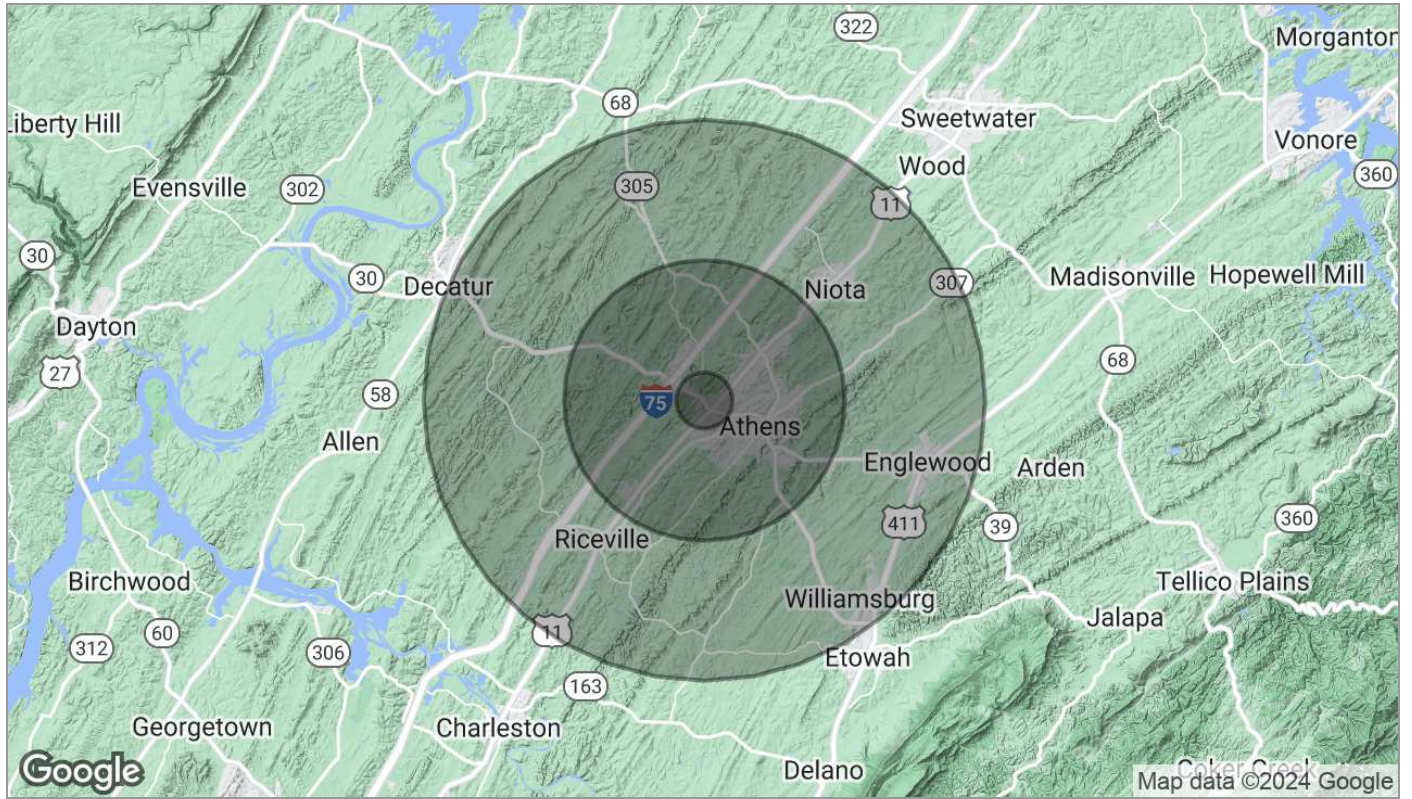 322
Morganton
68
Sweetwater
Liberty Hill
Vonore
Wood
360
Evensville
302
305
11
30
30
Decatur
Niota
307
Madisonville
Hopewell Mill
Dayton
27
58
75
68
Athens
Allen
Englewood
Arden
411
39
360
Riceville
Birchwood
Tellico Plains
Williamsburg
Jalapa
312
60
306
11
Etowah
163
Georgetown
Charleston
Delano
Coker Creek
Google
Map data ©2024 Google